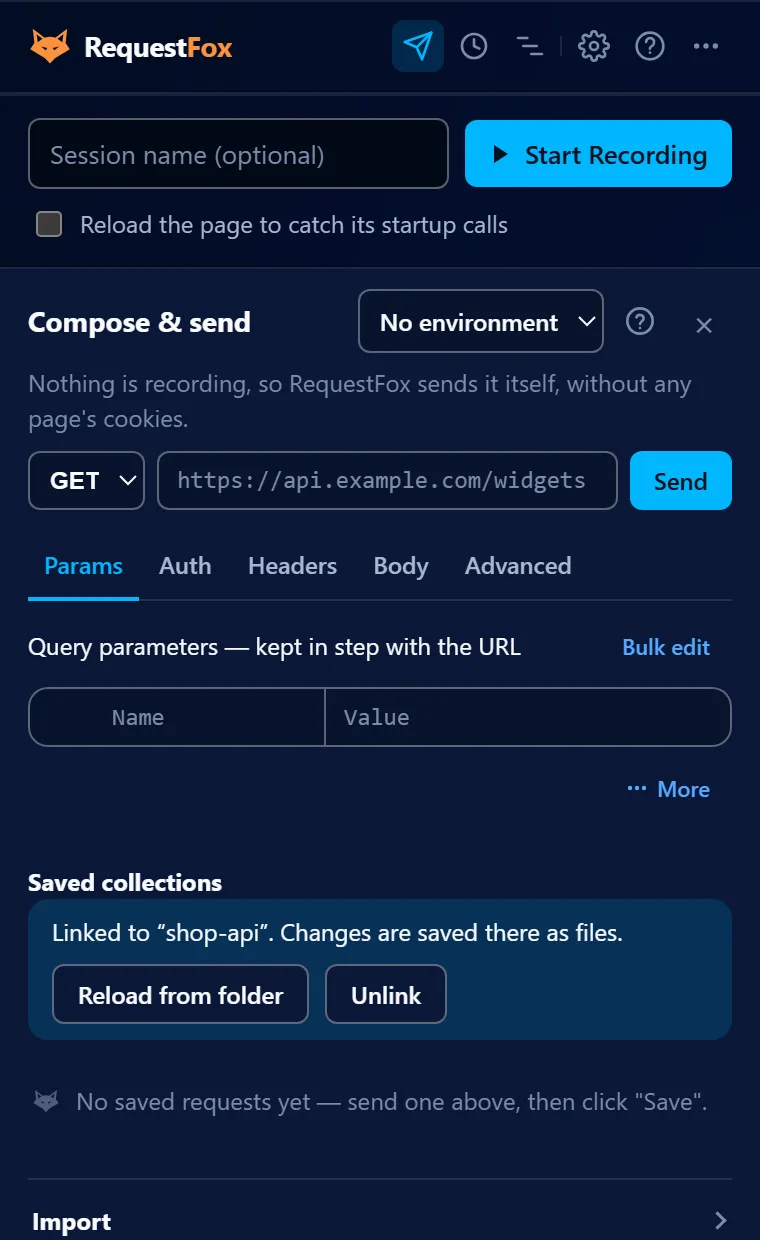 RequestFox
Session name (optional)
Start Recording
Reload the page to catch its startup calls
Compose & send
No environment
Nothing is recording, so RequestFox sends it itself, without any
page's cookies.
GET
https://api.example.com/widgets
Send
Params Auth Headers Body Advanced
Query parameters — kept in step with the URL
Bulk edit
Name
Value
··· More
Saved collections
Linked to “shop-api”. Changes are saved there as files.
Reload from folder
Unlink
No saved requests yet — send one above, then click "Save".
Import